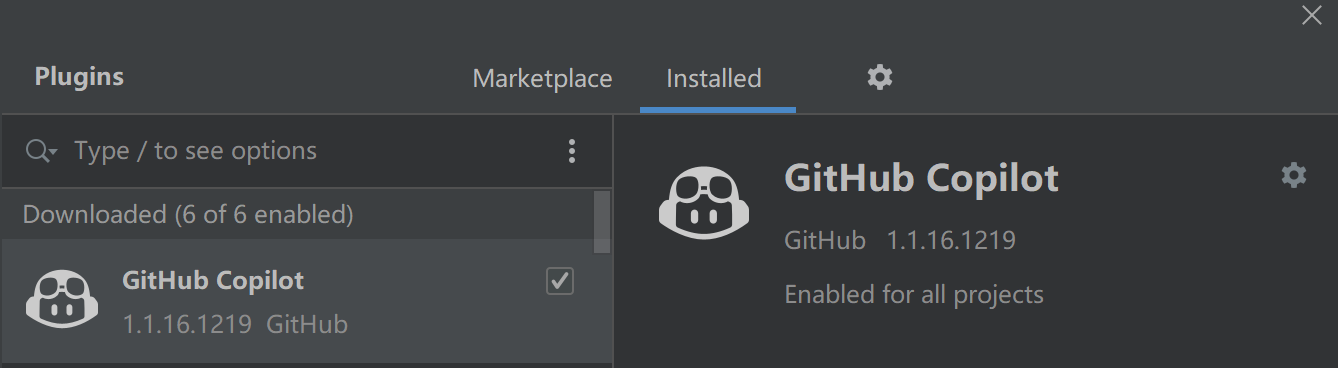 Plugins
Marketplace
Installed
Type / to see options
Downloaded (6 of 6 enabled)
GitHub Copilot
1.1.16.1219 GitHub
GitHub Copilot
GitHub 1.1.16.1219
Enabled for all projects